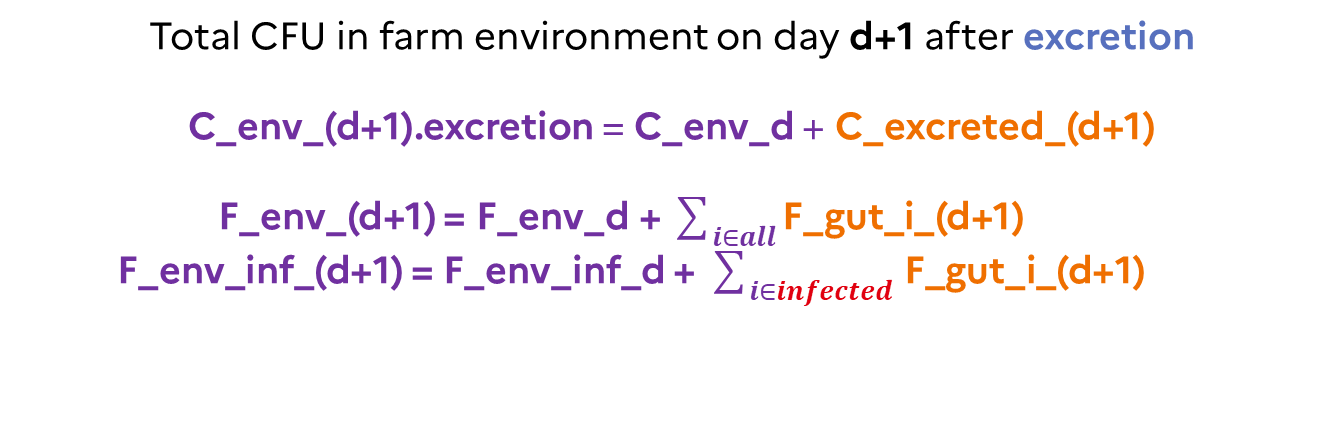 Total CFU in farm environment on day d+1 after excretion
C_env_(d+1).excretion = C_env_d + C_excreted_(d+1)
F_env_(d+1) = F_env_d + ∑_{i∈all} F_gut_i_(d+1)
F_env_inf_(d+1) = F_env_inf_d + ∑_{i∈infected} F_gut_i_(d+1)